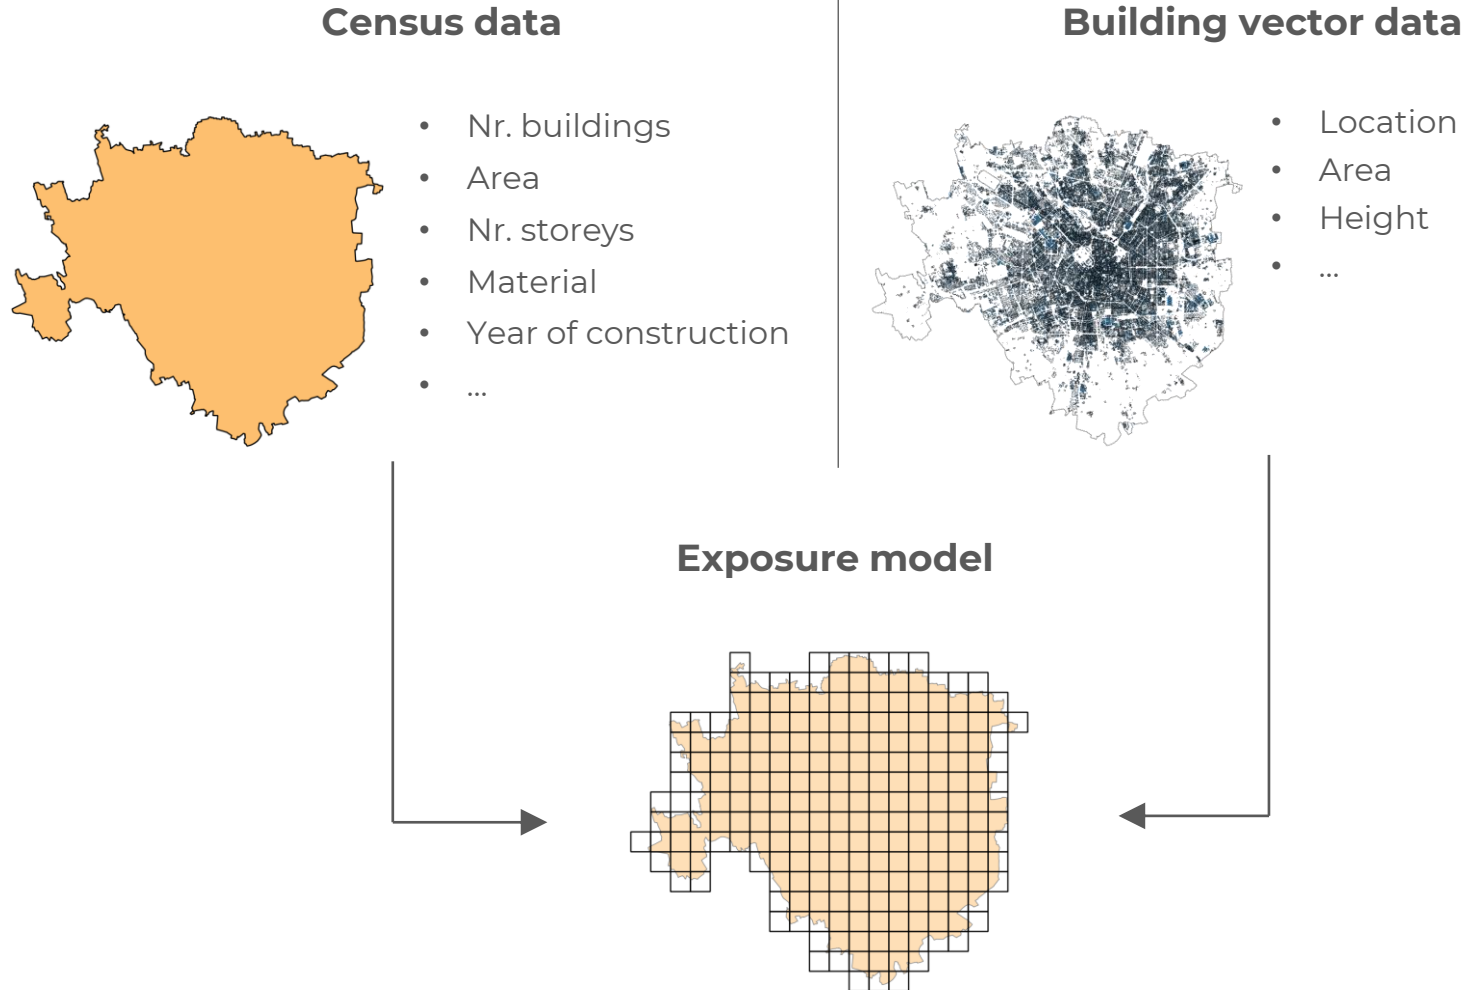 Census data
• Nr. buildings
• Area
• Nr. storeys
• Material
• Year of construction
• ...
Building vector data
• Location
• Area
• Height
• ...
Exposure model